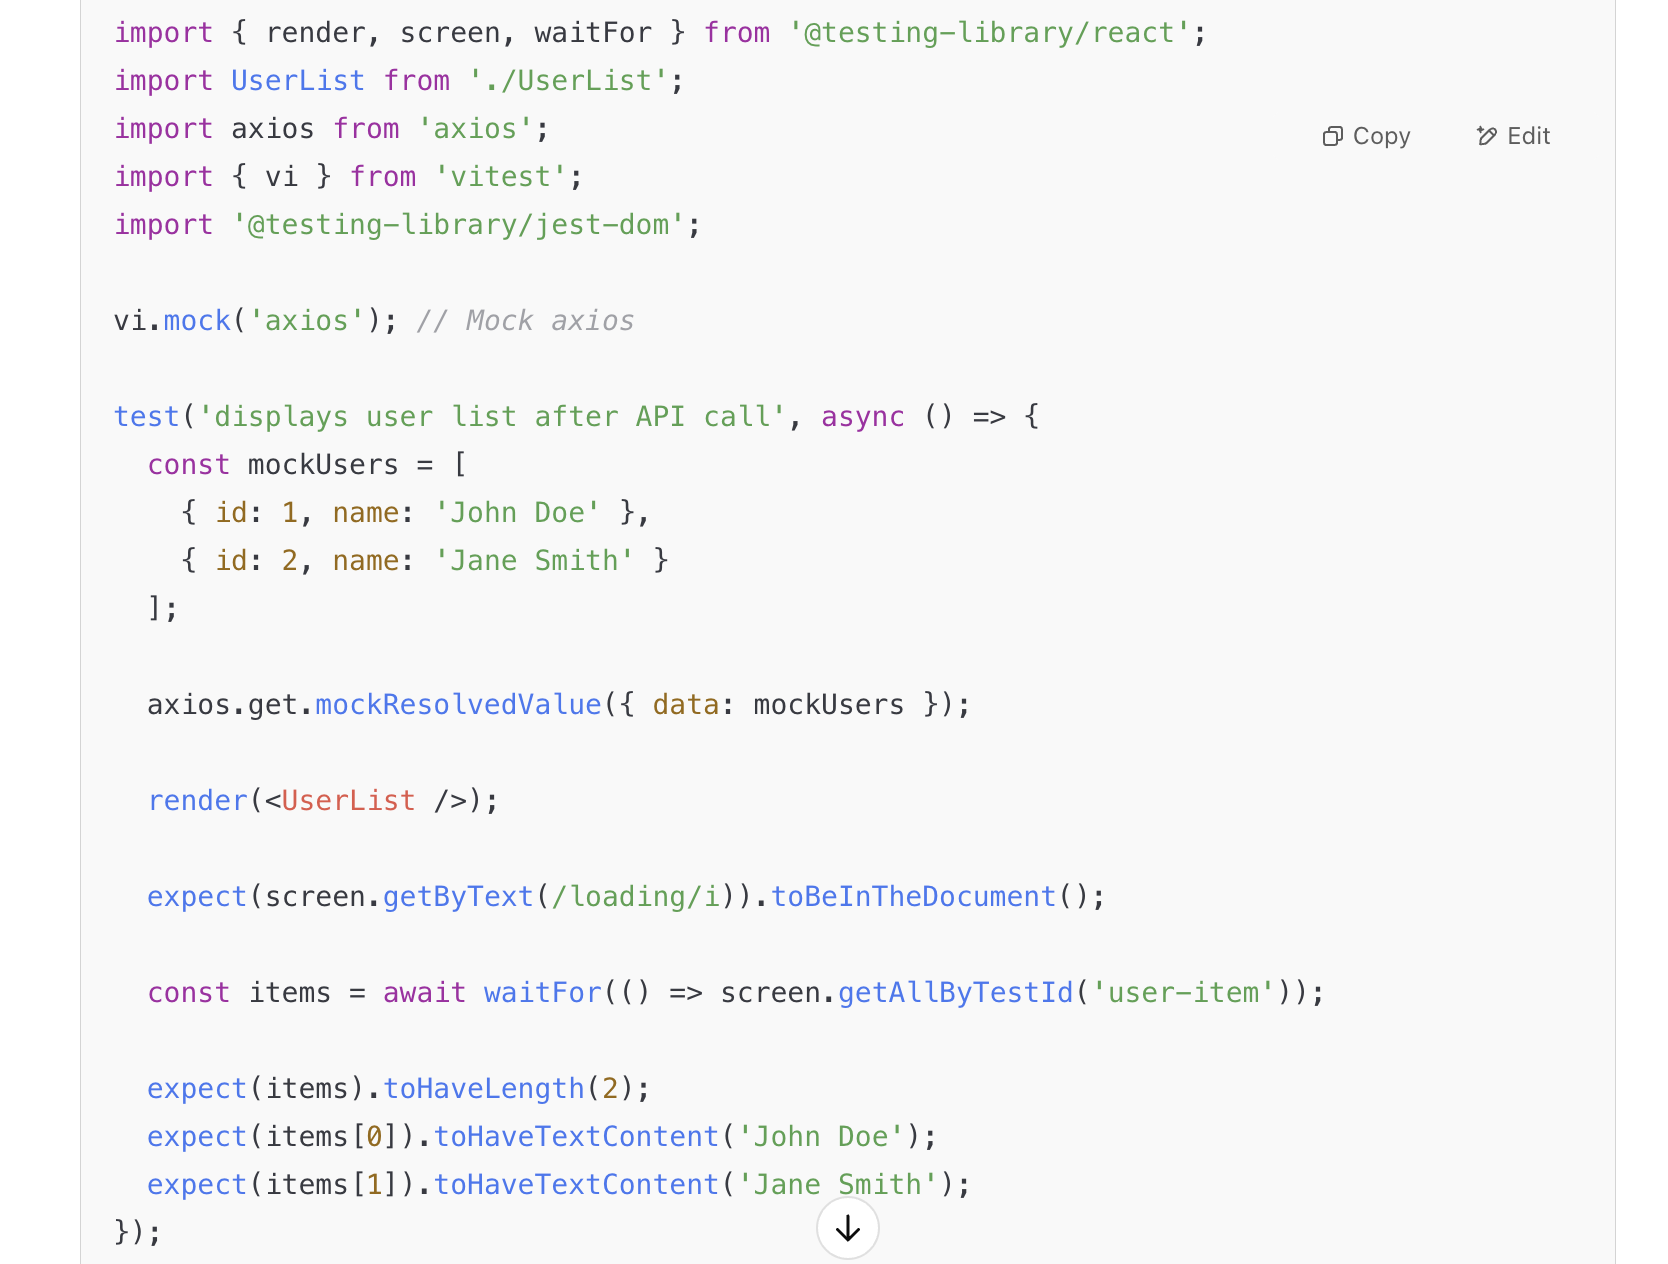 import { render, screen, waitFor } from '@testing-library/react';
import UserList from './UserList';
import axios from 'axios';
Copy
Edit
import { vi } from 'vitest';
import '@testing-library/jest-dom';
vi.mock('axios'); // Mock axios
test('displays user list after API call', async () => {
  const mockUsers = [
    { id: 1, name: 'John Doe' },
    { id: 2, name: 'Jane Smith' }
  ];
  axios.get.mockResolvedValue({ data: mockUsers });
  render(<UserList />);
  expect(screen.getByText(/loading/i)).toBeInTheDocument();
  const items = await waitFor(() => screen.getAllByTestId('user-item'));
  expect(items).toHaveLength(2);
  expect(items[0]).toHaveTextContent('John Doe');
  expect(items[1]).toHaveTextContent('Jane Smith');
});